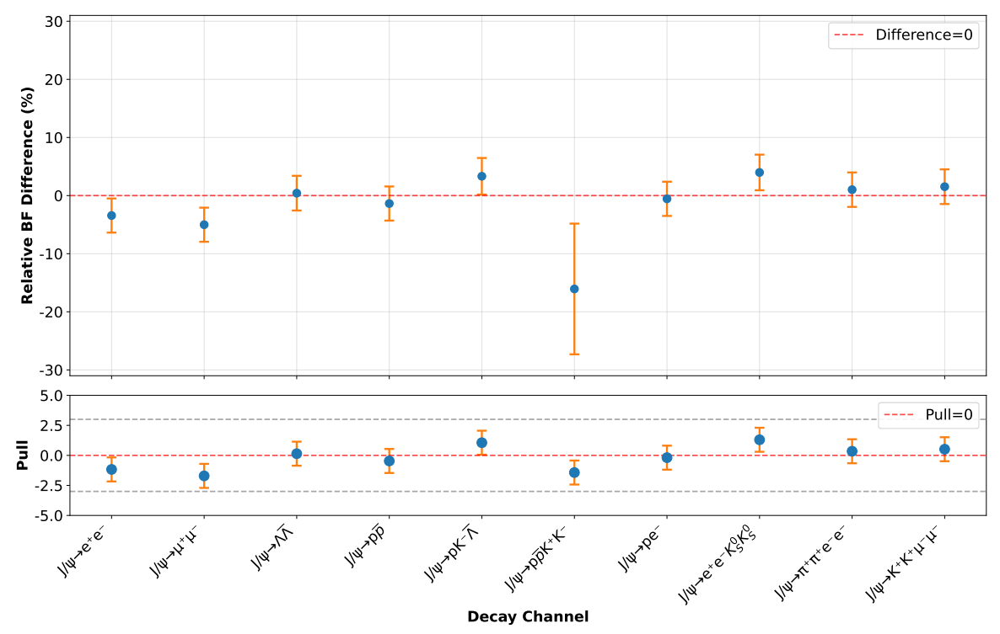 Relative BF Difference (%)
30
20
10
0
-10
-20
-30
Difference=0
Pull
5.0
2.5
0.0
-2.5
-5.0
Pull=0
J/ψ→e⁺e⁻
J/ψ→μ⁺μ⁻
J/ψ→ΛΛ̅
J/ψ→pp̅
J/ψ→pK⁻Λ̅
J/ψ→pp̅K⁺K⁻
J/ψ→pe⁻
J/ψ→e⁺e⁻K⁰ₛK⁰ₛ
J/ψ→π⁺π⁺e⁻e⁻
J/ψ→K⁺K⁺μ⁻μ⁻
Decay Channel